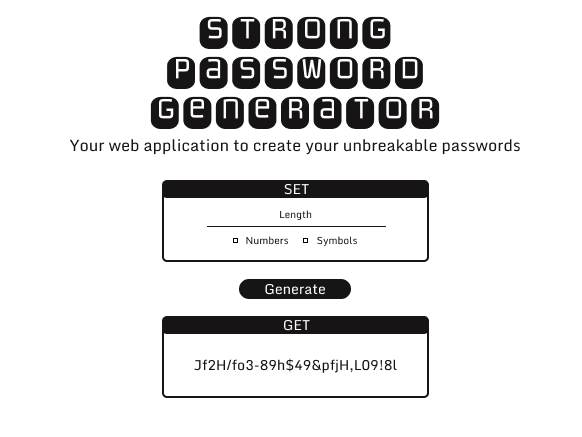 STRONG
PaSSWORD
GeneRaTOR
Your web application to create your unbreakable passwords
SET
Length
Numbers Symbols
Generate
GET
Jf2H/fo3-89h$49&pfjH,L09!8l